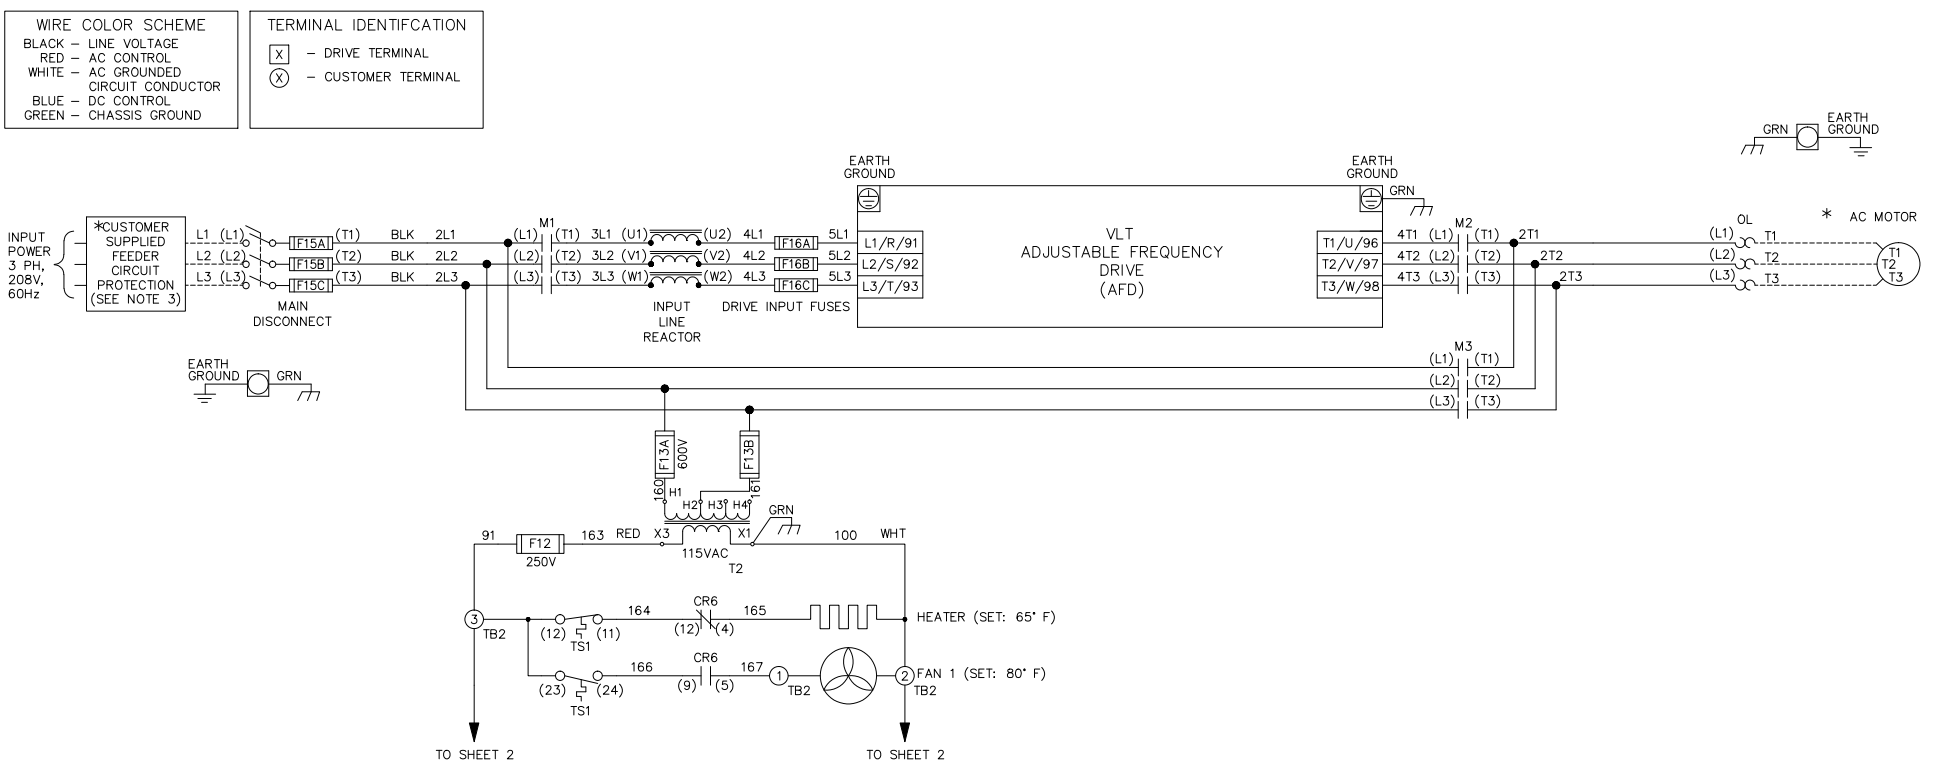 WIRE COLOR SCHEME
BLACK – LINE VOLTAGE
RED – AC CONTROL
WHITE – AC GROUNDED
CIRCUIT CONDUCTOR
BLUE – DC CONTROL
GREEN – CHASSIS GROUND
TERMINAL IDENTIFCATION
X – DRIVE TERMINAL
X – CUSTOMER TERMINAL
GRN
EARTH
GROUND
INPUT
POWER
3 PH,
208V,
60Hz
*CUSTOMER
SUPPLIED
FEEDER
CIRCUIT
PROTECTION
(SEE NOTE 3)
L1 (L1) F15A (T1) BLK 2L1
L2 (L2) F15B (T2) BLK 2L2
L3 (L3) F15C (T3) BLK 2L3
MAIN
DISCONNECT
M1
(L1) (T1) 3L1 (U1) (U2) 4L1 F16A 5L1
(L2) (T2) 3L2 (V1) (V2) 4L2 F16B 5L2
(L3) (T3) 3L3 (W1) (W2) 4L3 F16C 5L3
INPUT
LINE
REACTOR
DRIVE INPUT FUSES
EARTH
GROUND
L1/R/91
L2/S/92
L3/T/93
VLT
ADJUSTABLE FREQUENCY
DRIVE
(AFD)
EARTH
GROUND
GRN
T1/U/96
T2/V/97
T3/W/98
M2
4T1 (L1) (T1) 2T1
4T2 (L2) (T2) 2T2
4T3 (L3) (T3) 2T3
OL
(L1) T1
(L2) T2
(L3) T3
* AC MOTOR
T1
T2
T3
M3
(L1) (T1)
(L2) (T2)
(L3) (T3)
EARTH
GROUND
GRN
F13A
600V
F13B
160
161
H1
H2 H3 H4
GRN
91 F12 163 RED X3 X1 100 WHT
250V
115VAC
T2
3
TB2
(12) (11)
TS1
164
CR6
(12) (4)
165
HEATER (SET: 65° F)
(23) (24)
TS1
166
CR6
(9) (5)
167
1
TB2
2
TB2
FAN 1 (SET: 80° F)
TO SHEET 2
TO SHEET 2